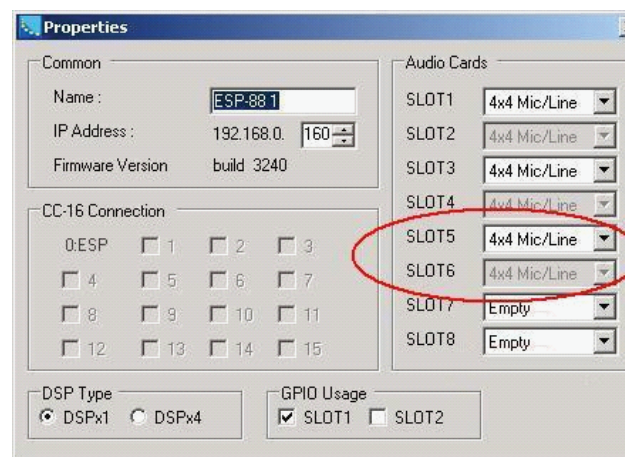 Properties
Common
Name :
ESP-88 1
IP Address :
192.168.0. 160
Firmware Version
build 3240
CC-16 Connection
0:ESP 1 2 3
4 5 6 7
8 9 10 11
12 13 14 15
Audio Cards
SLOT1 4x4 Mic/Line
SLOT2 4x4 Mic/Line
SLOT3 4x4 Mic/Line
SLOT4 4x4 Mic/Line
SLOT5 4x4 Mic/Line
SLOT6 4x4 Mic/Line
SLOT7 Empty
SLOT8 Empty
DSP Type
DSPx1 DSPx4
GPIO Usage
SLOT1 SLOT2